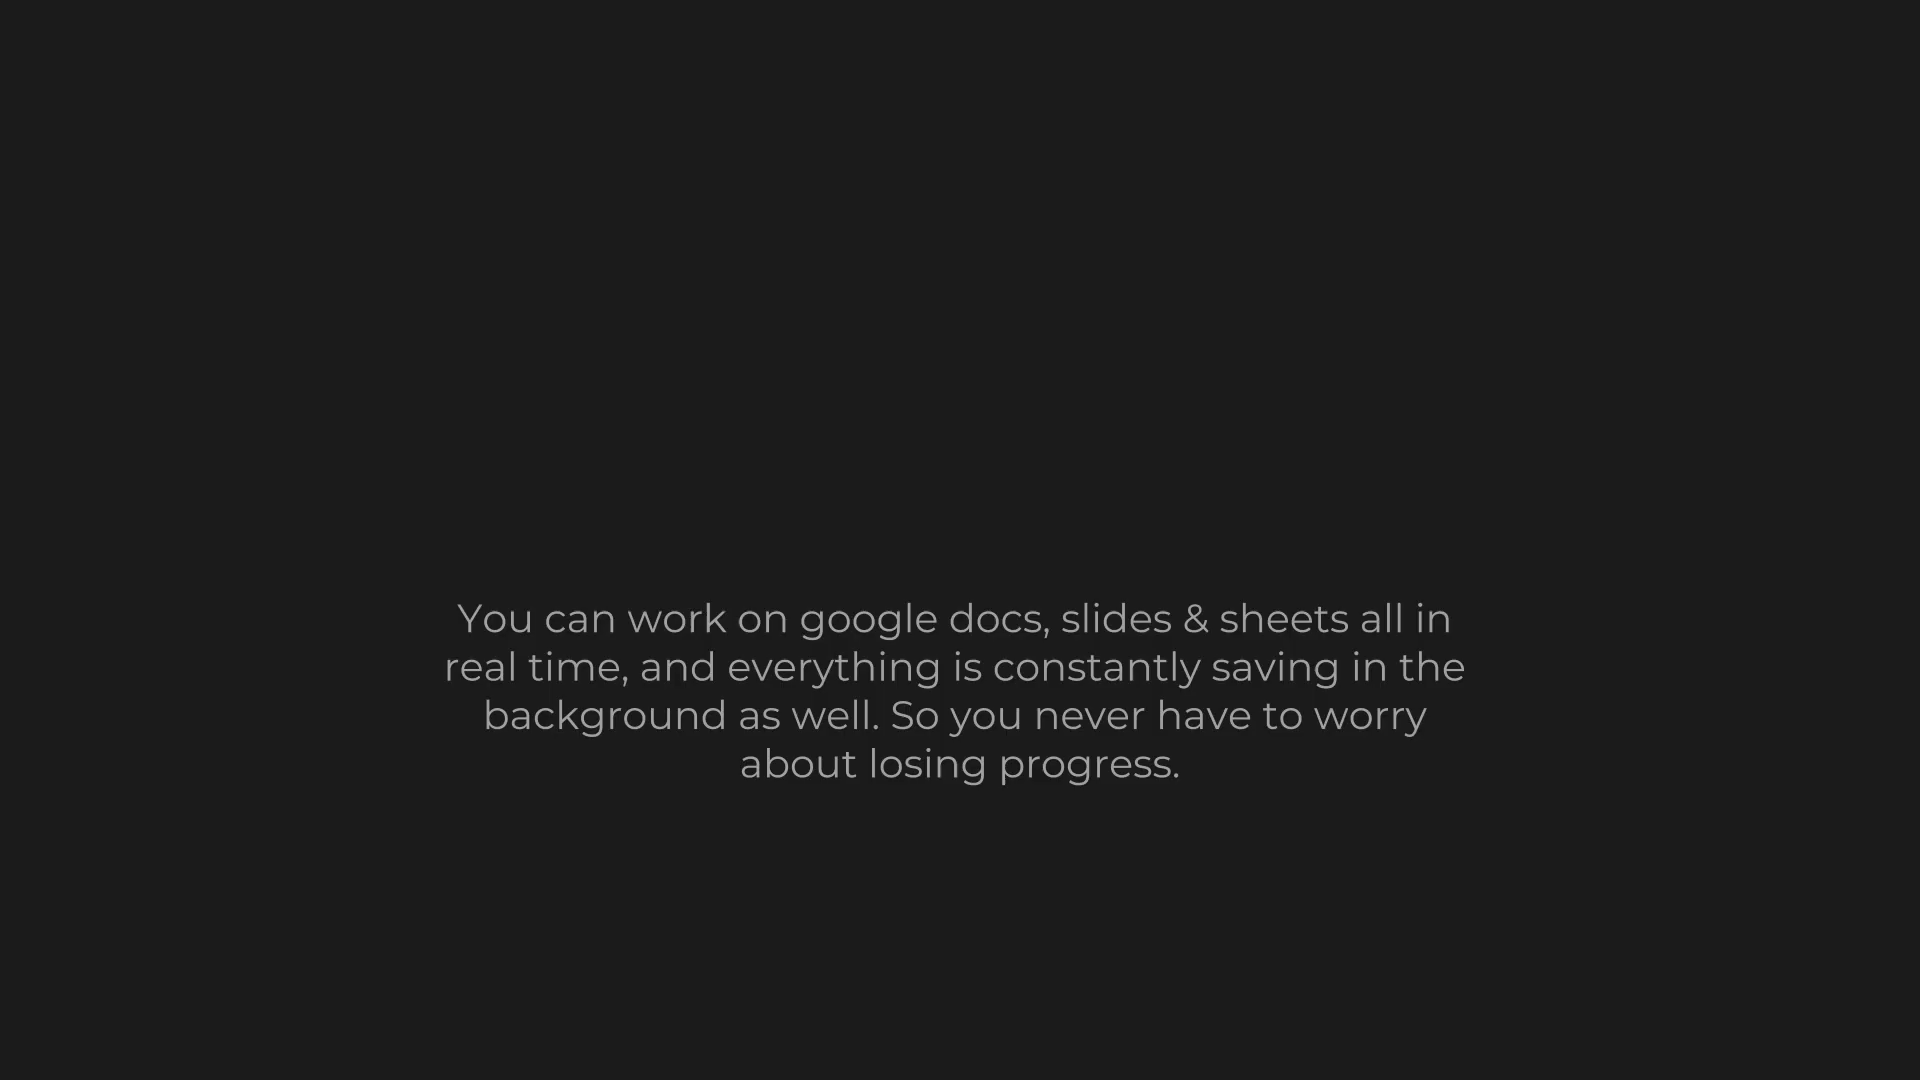 You can work on google docs, slides & sheets all in
real time, and everything is constantly saving in the
background as well. So you never have to worry
about losing progress.